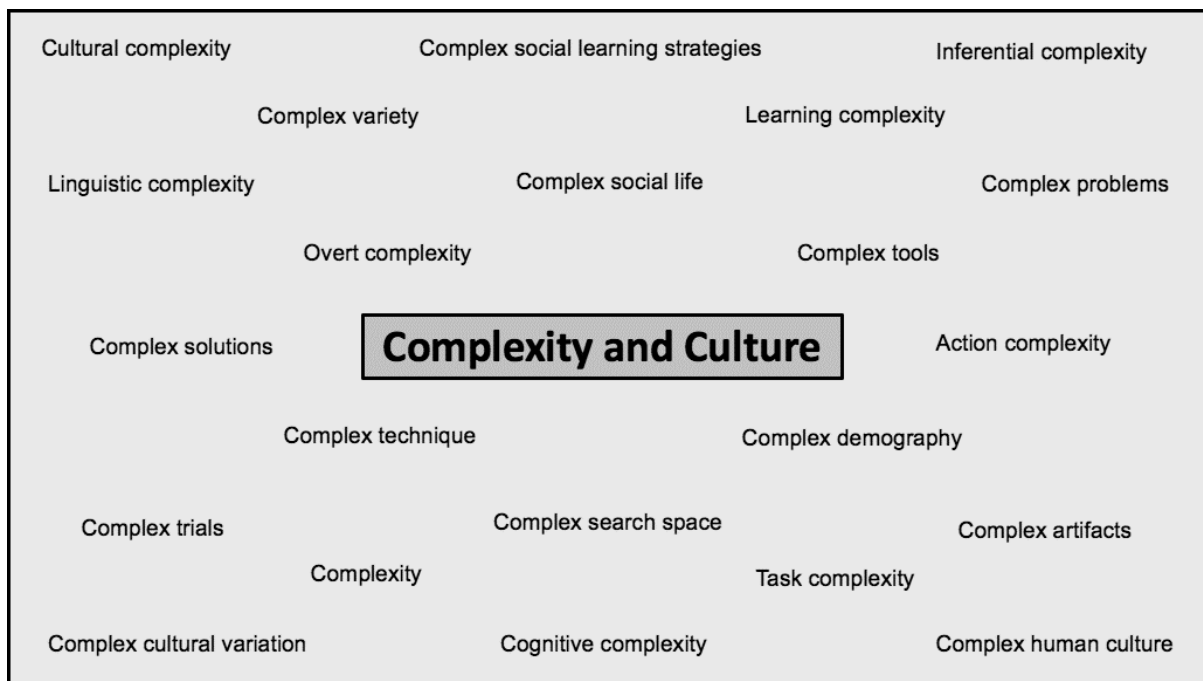 Cultural complexity
Complex social learning strategies
Inferential complexity
Complex variety
Learning complexity
Linguistic complexity
Complex social life
Complex problems
Overt complexity
Complex tools
Complex solutions
Complexity and Culture
Action complexity
Complex technique
Complex demography
Complex trials
Complex search space
Complex artifacts
Complexity
Task complexity
Complex cultural variation
Cognitive complexity
Complex human culture